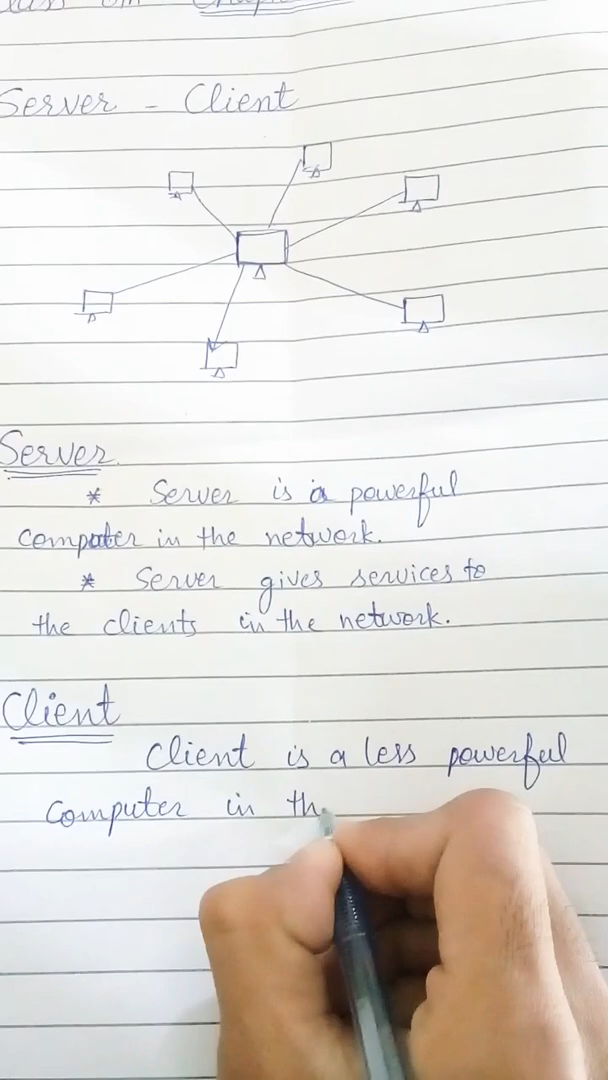 Server - Client
Server
* Server is a powerful
computer in the network.
* Server gives services to
the clients in the network.
Client
Client is a less powerful
Computer in th